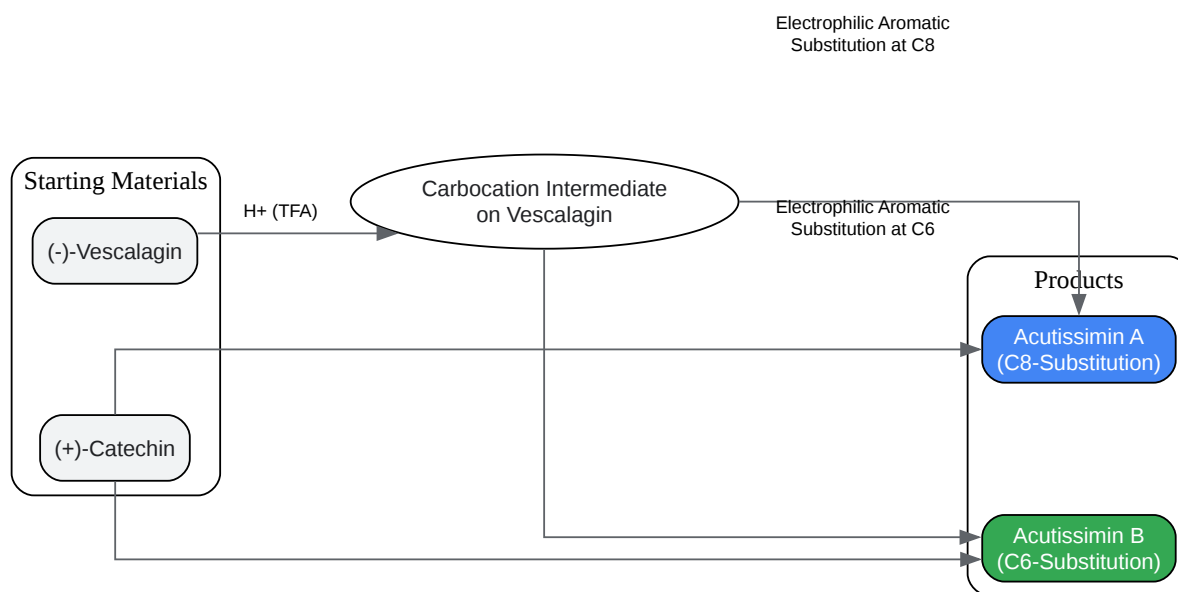 Electrophilic Aromatic
Substitution at C8
Starting Materials
(-)-Vescalagin
H+ (TFA)
Carbocation Intermediate
on Vescalagin
Electrophilic Aromatic
Substitution at C6
Products
Acutissimin A
(C8-Substitution)
(+)-Catechin
Acutissimin B
(C6-Substitution)